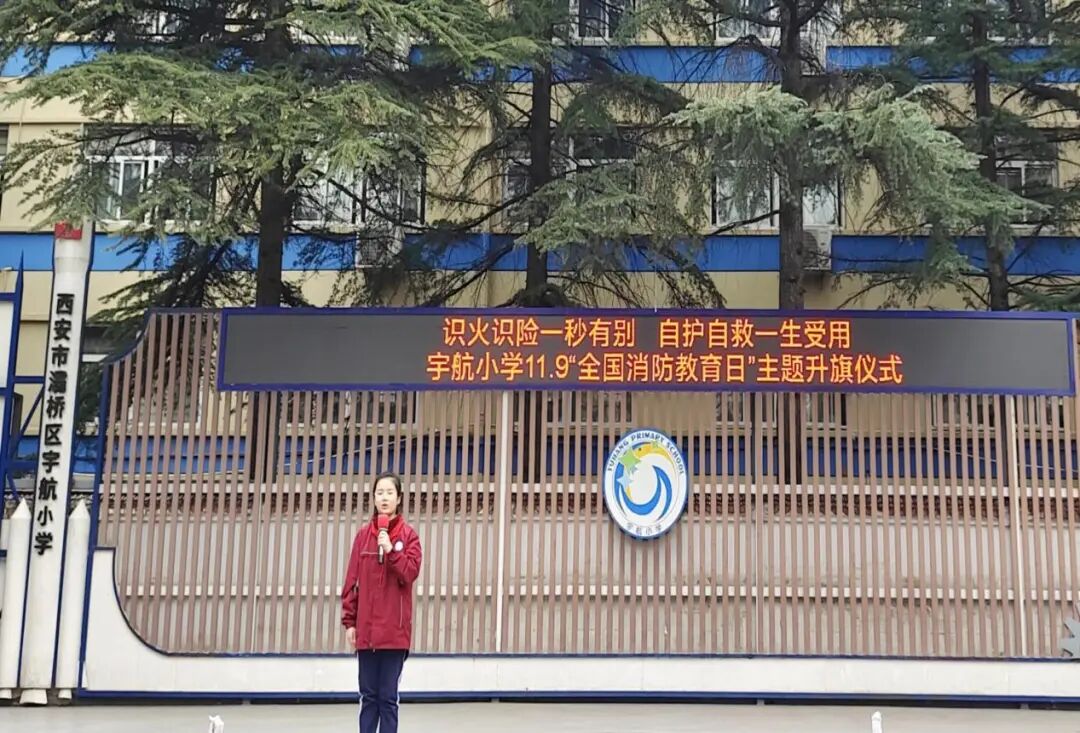 识火识险一秒有别 自护自救一生受用
宇航小学11.9“全国消防教育日”主题升旗仪式
西安市灞桥区宇航小学
YUHANG PRIMARY SCHOOL
宇航小学